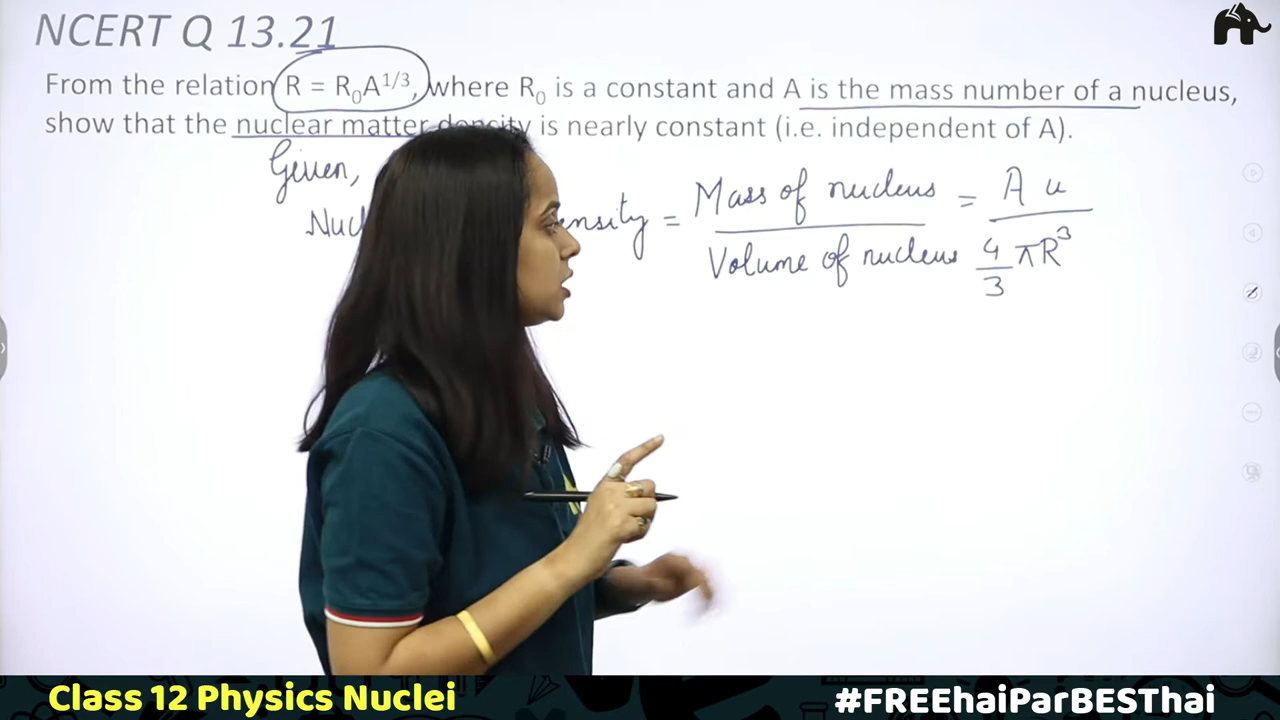 NCERT Q 13.21
From the relation R = R₀A¹/³, where R₀ is a constant and A is the mass number of a nucleus,
show that the nuclear matter density is nearly constant (i.e. independent of A).
Given,
ensity = Mass of nucleus / Volume of nucleus = A u / 4/3 πR³
Class 12 Physics Nuclei
#FREEhaiParBESThai